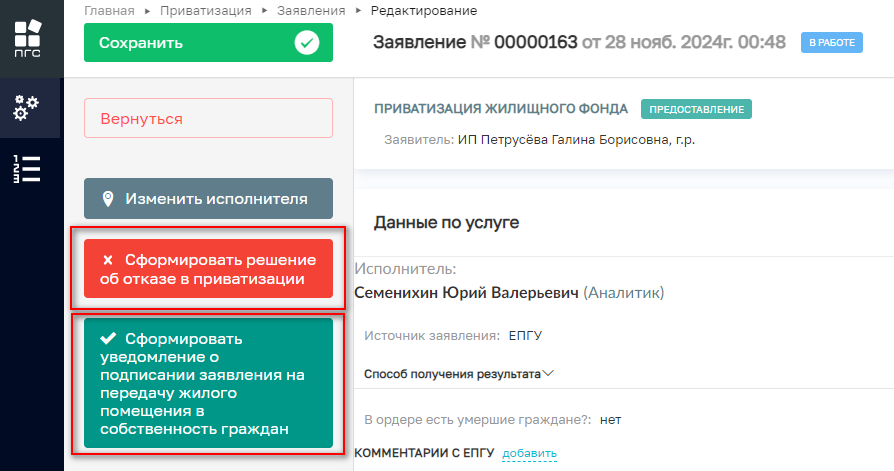 пгс
Главная ▸ Приватизация ▸ Заявления ▸ Редактирование
Сохранить
Заявление № 00000163 от 28 нояб. 2024г. 00:48
В РАБОТЕ
Вернуться
Изменить исполнителя
Сформировать решение
об отказе в приватизации
Сформировать
уведомление о
подписании заявления на
передачу жилого
помещения в
собственность граждан
ПРИВАТИЗАЦИЯ ЖИЛИЩНОГО ФОНДА ПРЕДОСТАВЛЕНИЕ
Заявитель: ИП Петрусёва Галина Борисовна, г.р.
Данные по услуге
Исполнитель:
Семенихин Юрий Валерьевич (Аналитик)
Источник заявления: ЕПГУ
Способ получения результата
В ордере есть умершие граждане?: нет
КОММЕНТАРИИ С ЕПГУ добавить